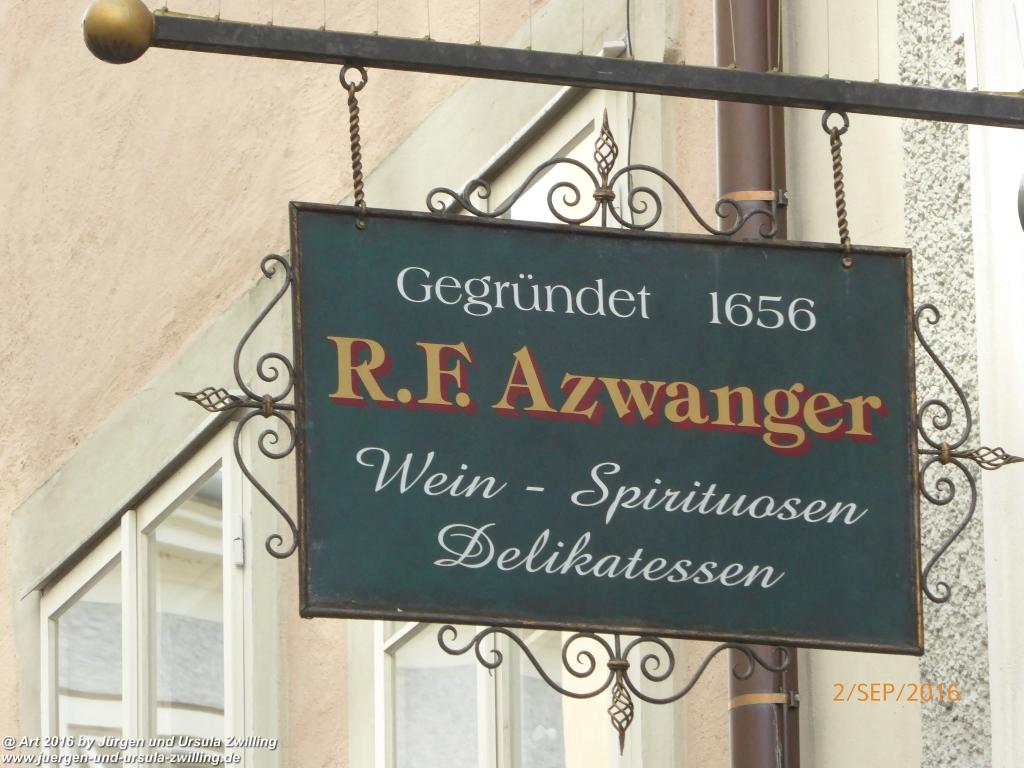 Gegründet 1656
R.F. Azwanger
Wein - Spirituosen
Delikatessen
2/SEP/2016
@ Art 2016 by Jürgen und Ursula Zwilling
www.juergen-und-ursula-zwilling.de